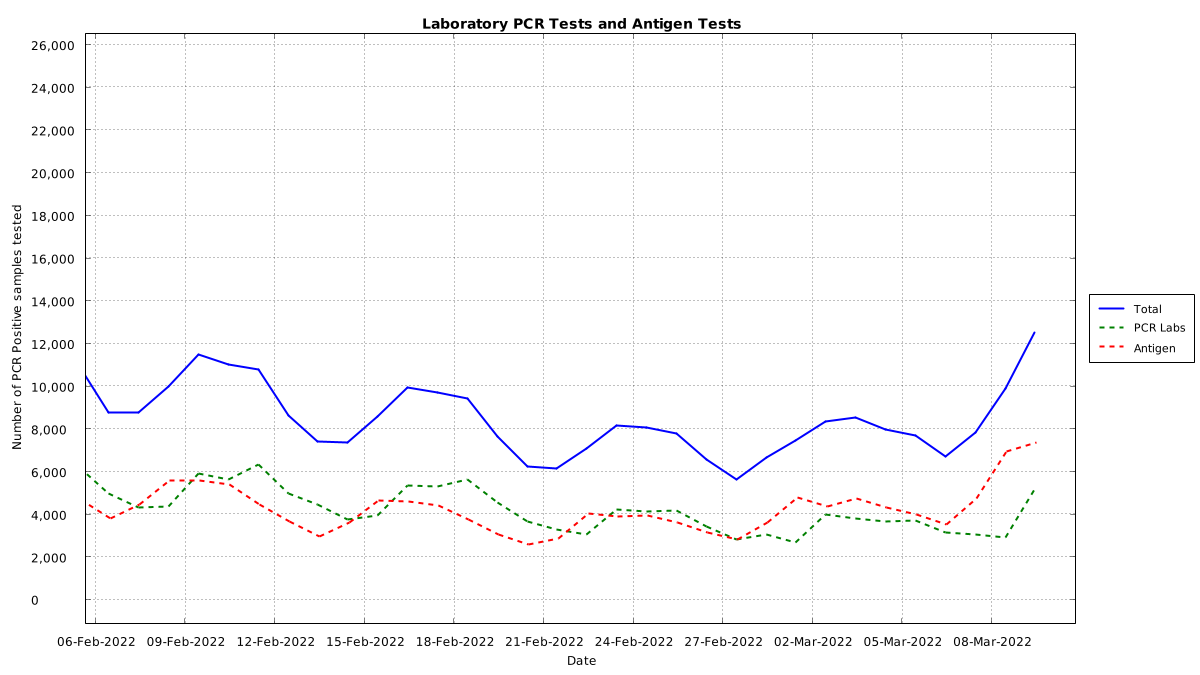 Laboratory PCR Tests and Antigen Tests
Number of PCR Positive samples tested
26,000
24,000
22,000
20,000
18,000
16,000
14,000
12,000
10,000
8,000
6,000
4,000
2,000
0
06-Feb-2022 09-Feb-2022 12-Feb-2022 15-Feb-2022 18-Feb-2022 21-Feb-2022 24-Feb-2022 27-Feb-2022 02-Mar-2022 05-Mar-2022 08-Mar-2022
Date
Total
PCR Labs
Antigen